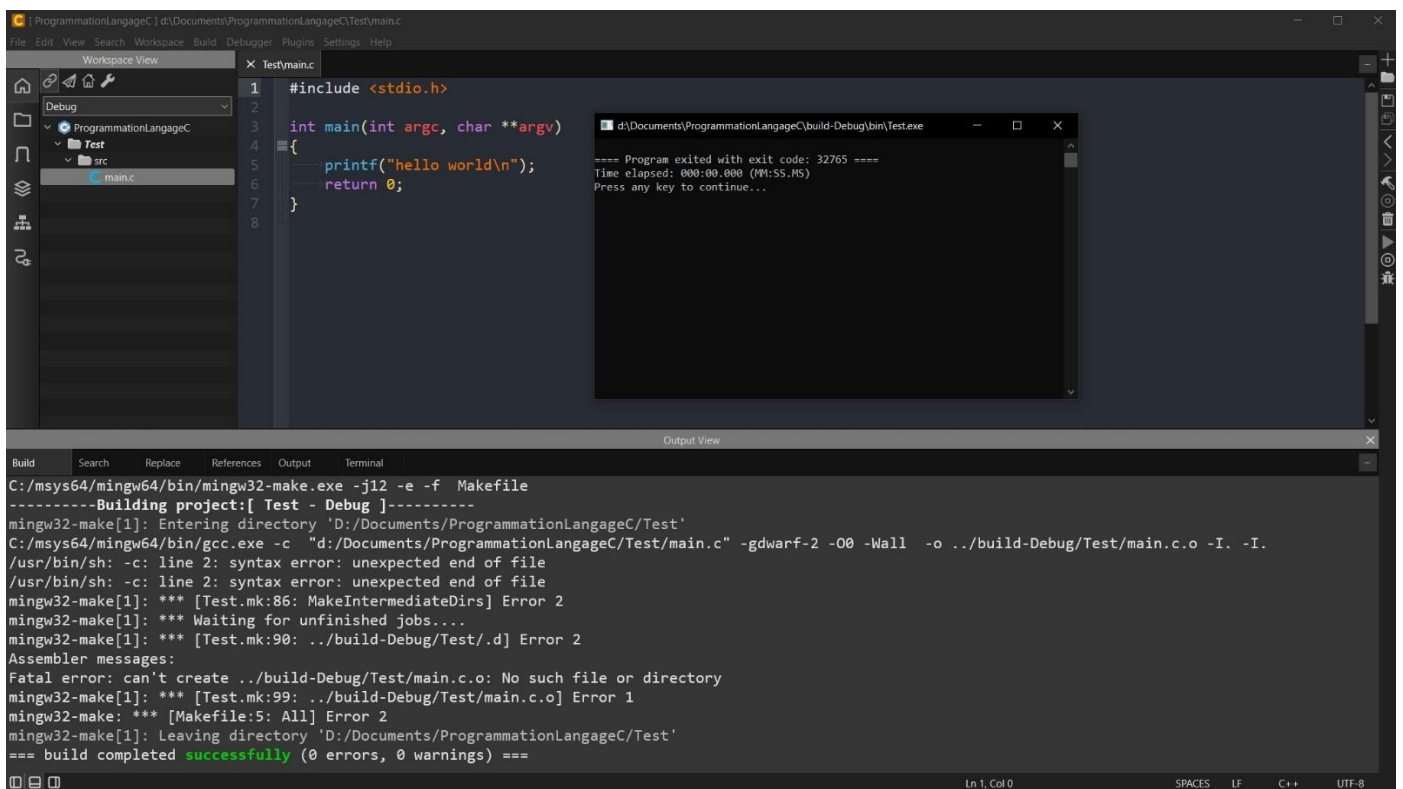 [ ProgrammationLangageC ] d:\Documents\ProgrammationLangageC\Test\main.c
File Edit View Search Workspace Build Debugger Plugins Settings Help
Workspace View
Test\main.c
Debug
ProgrammationLangageC
Test
src
main.c
1 #include <stdio.h>
2
3 int main(int argc, char **argv)
4 {
5 printf("hello world\n");
6 return 0;
7 }
8
d:\Documents\ProgrammationLangageC\build-Debug\bin\Test.exe
==== Program exited with exit code: 32765 ====
Time elapsed: 000:00.000 (MM:SS.MS)
Press any key to continue...
Output View
Build Search Replace References Output Terminal
C:/msys64/mingw64/bin/mingw32-make.exe -j12 -e -f  Makefile
----------Building project:[ Test - Debug ]----------
mingw32-make[1]: Entering directory 'D:/Documents/ProgrammationLangageC/Test'
C:/msys64/mingw64/bin/gcc.exe -c  "d:/Documents/ProgrammationLangageC/Test/main.c" -gdwarf-2 -O0 -Wall  -o ../build-Debug/Test/main.c.o -I. -I.
/usr/bin/sh: -c: line 2: syntax error: unexpected end of file
/usr/bin/sh: -c: line 2: syntax error: unexpected end of file
mingw32-make[1]: *** [Test.mk:86: MakeIntermediateDirs] Error 2
mingw32-make[1]: *** Waiting for unfinished jobs....
mingw32-make[1]: *** [Test.mk:90: ../build-Debug/Test/.d] Error 2
Assembler messages:
Fatal error: can't create ../build-Debug/Test/main.c.o: No such file or directory
mingw32-make[1]: *** [Test.mk:99: ../build-Debug/Test/main.c.o] Error 1
mingw32-make: *** [Makefile:5: All] Error 2
mingw32-make[1]: Leaving directory 'D:/Documents/ProgrammationLangageC/Test'
=== build completed successfully (0 errors, 0 warnings) ===
Ln 1, Col 0 SPACES LF C++ UTF-8